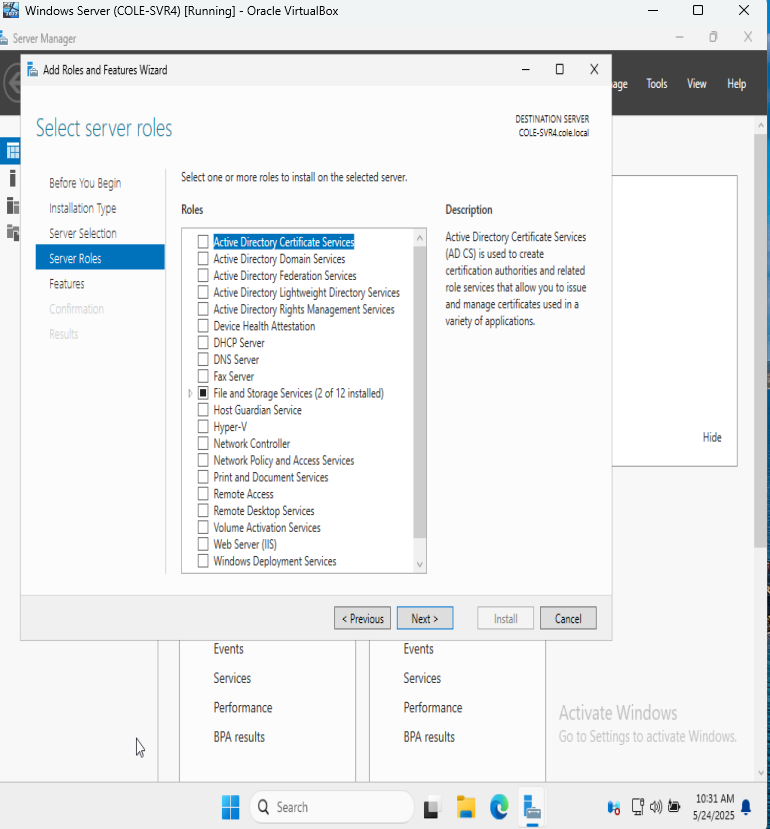 Windows Server (COLE-SVR4) [Running] - Oracle VirtualBox
Server Manager
Add Roles and Features Wizard
age Tools View Help
Select server roles
DESTINATION SERVER
COLE-SVR4.cole.local
Before You Begin
Installation Type
Server Selection
Server Roles
Features
Confirmation
Results
Select one or more roles to install on the selected server.
Roles
Active Directory Certificate Services
Active Directory Domain Services
Active Directory Federation Services
Active Directory Lightweight Directory Services
Active Directory Rights Management Services
Device Health Attestation
DHCP Server
DNS Server
Fax Server
File and Storage Services (2 of 12 installed)
Host Guardian Service
Hyper-V
Network Controller
Network Policy and Access Services
Print and Document Services
Remote Access
Remote Desktop Services
Volume Activation Services
Web Server (IIS)
Windows Deployment Services
Description
Active Directory Certificate Services
(AD CS) is used to create
certification authorities and related
role services that allow you to issue
and manage certificates used in a
variety of applications.
Hide
< Previous
Next >
Install
Cancel
Events
Services
Performance
BPA results
Events
Services
Performance
BPA results
Activate Windows
Go to Settings to activate Windows.
Search
10:31 AM
5/24/2025